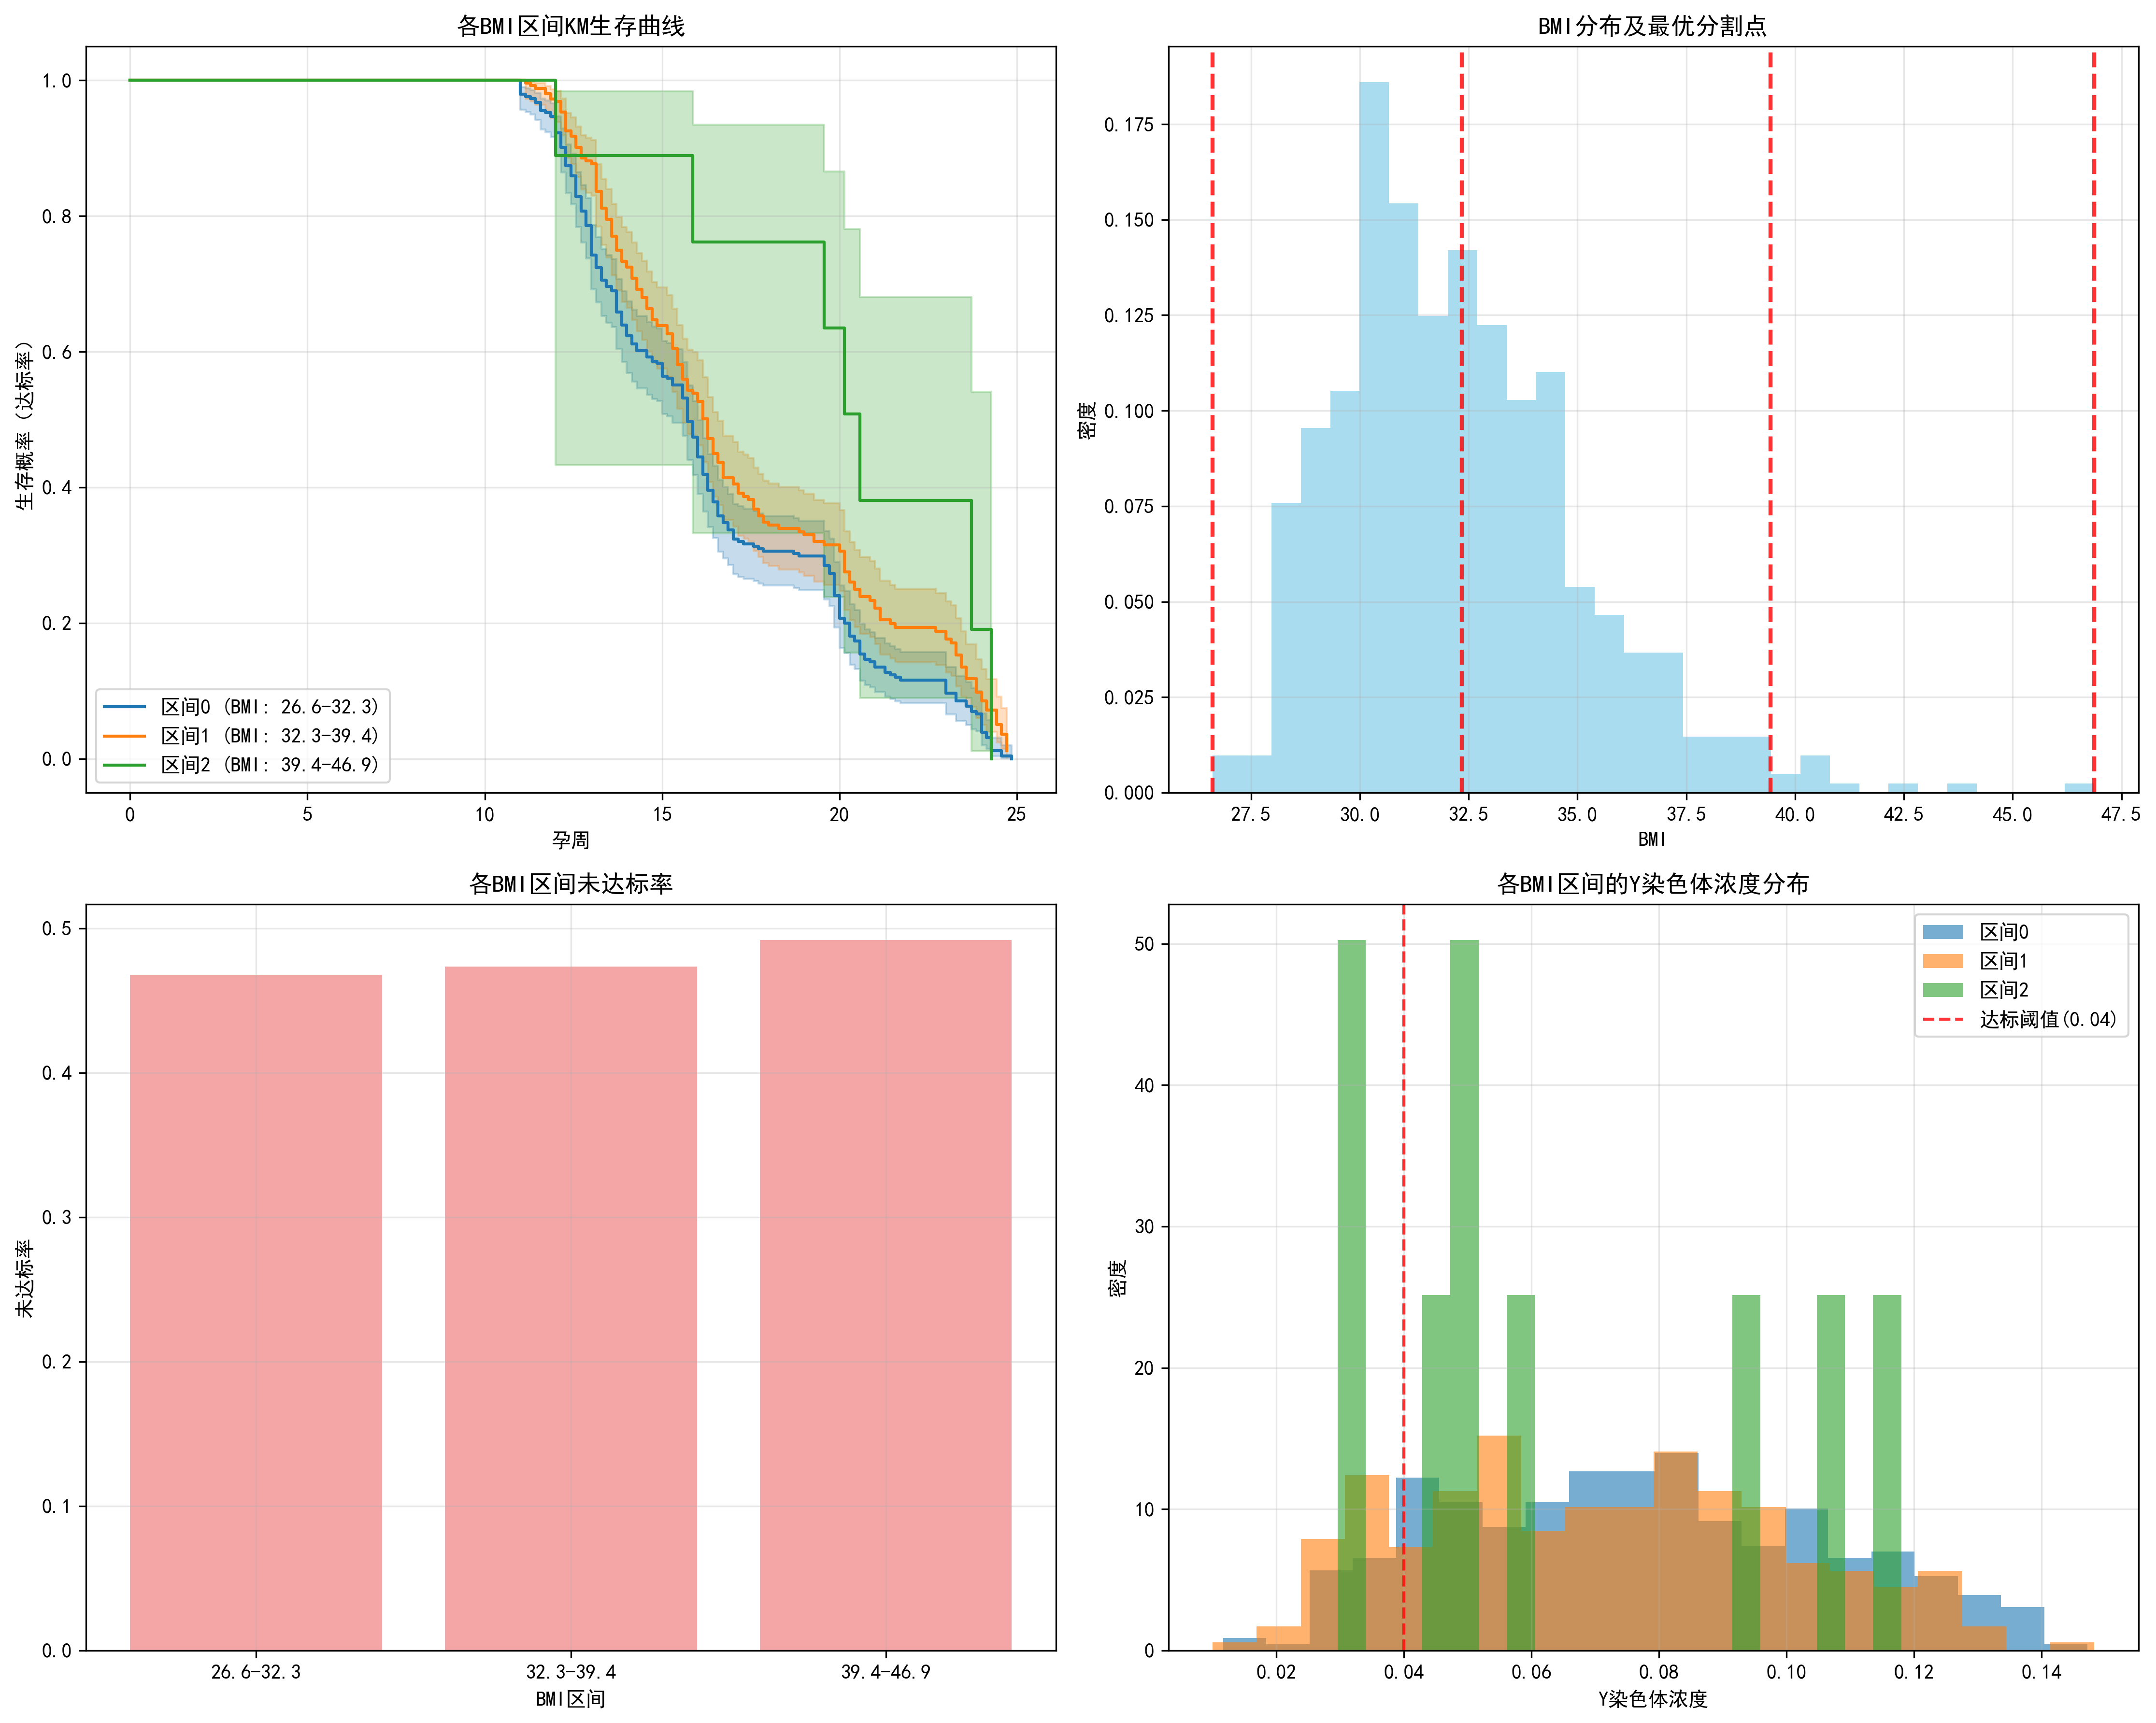 各BMI区间KM生存曲线
生存概率（达标率）
1.0
0.8
0.6
0.4
0.2
0.0
区间0 (BMI: 26.6-32.3)
区间1 (BMI: 32.3-39.4)
区间2 (BMI: 39.4-46.9)
0 5 10 15 20 25
孕周
BMI分布及最优分割点
密度
0.175
0.150
0.125
0.100
0.075
0.050
0.025
0.000
27.5 30.0 32.5 35.0 37.5 40.0 42.5 45.0 47.5
BMI
各BMI区间未达标率
未达标率
0.5
0.4
0.3
0.2
0.1
0.0
26.6-32.3 32.3-39.4 39.4-46.9
BMI区间
各BMI区间的Y染色体浓度分布
密度
50
40
30
20
10
0
区间0
区间1
区间2
达标阈值(0.04)
0.02 0.04 0.06 0.08 0.10 0.12 0.14
Y染色体浓度